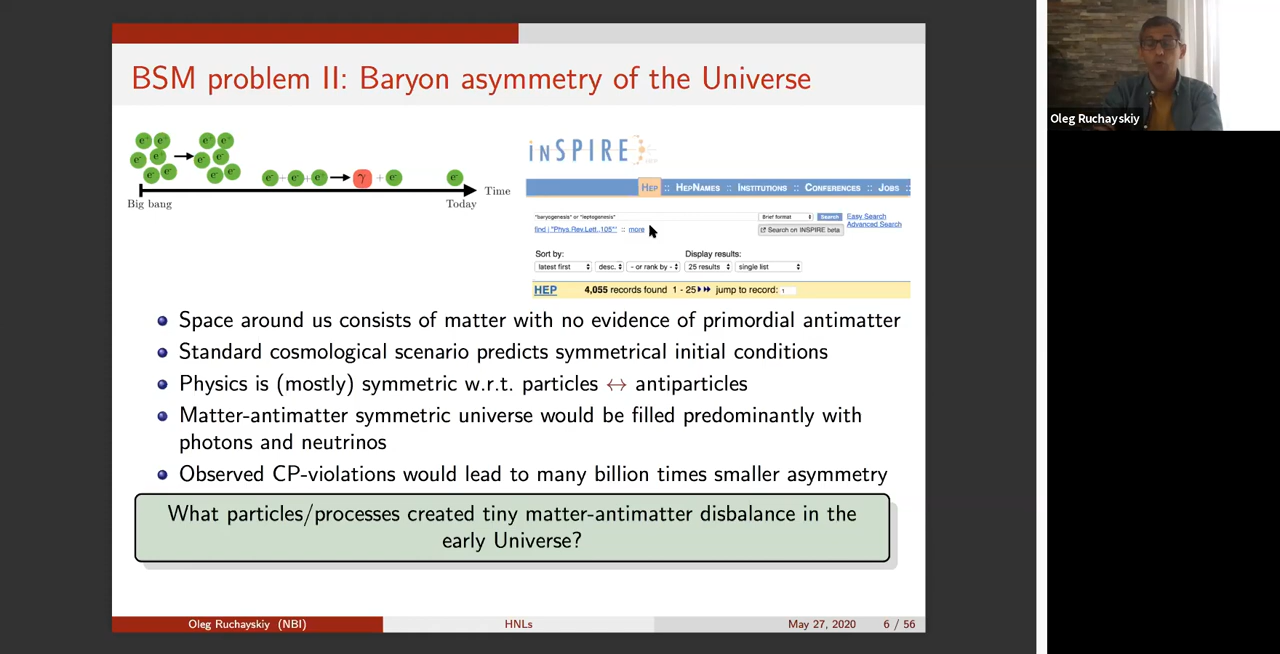 BSM problem II: Baryon asymmetry of the Universe
Big bang
Time
Today
γ
inSPIRE
HEP :: HEPNAMES :: INSTITUTIONS :: CONFERENCES :: JOBS ::
"baryogenesis" or "leptogenesis"
Brief format
Search
Easy Search
find j "Phys.Rev.Lett.,105*" :: more
Search on INSPIRE beta
Advanced Search
Sort by:
Display results:
latest first
desc.
- or rank by -
25 results
single list
HEP 4,055 records found 1 - 25 jump to record: 1
Space around us consists of matter with no evidence of primordial antimatter
Standard cosmological scenario predicts symmetrical initial conditions
Physics is (mostly) symmetric w.r.t. particles ↔ antiparticles
Matter-antimatter symmetric universe would be filled predominantly with
photons and neutrinos
Observed CP-violations would lead to many billion times smaller asymmetry
What particles/processes created tiny matter-antimatter disbalance in the
early Universe?
Oleg Ruchayskiy (NBI)
HNLs
May 27, 2020
6 / 56
Oleg Ruchayskiy